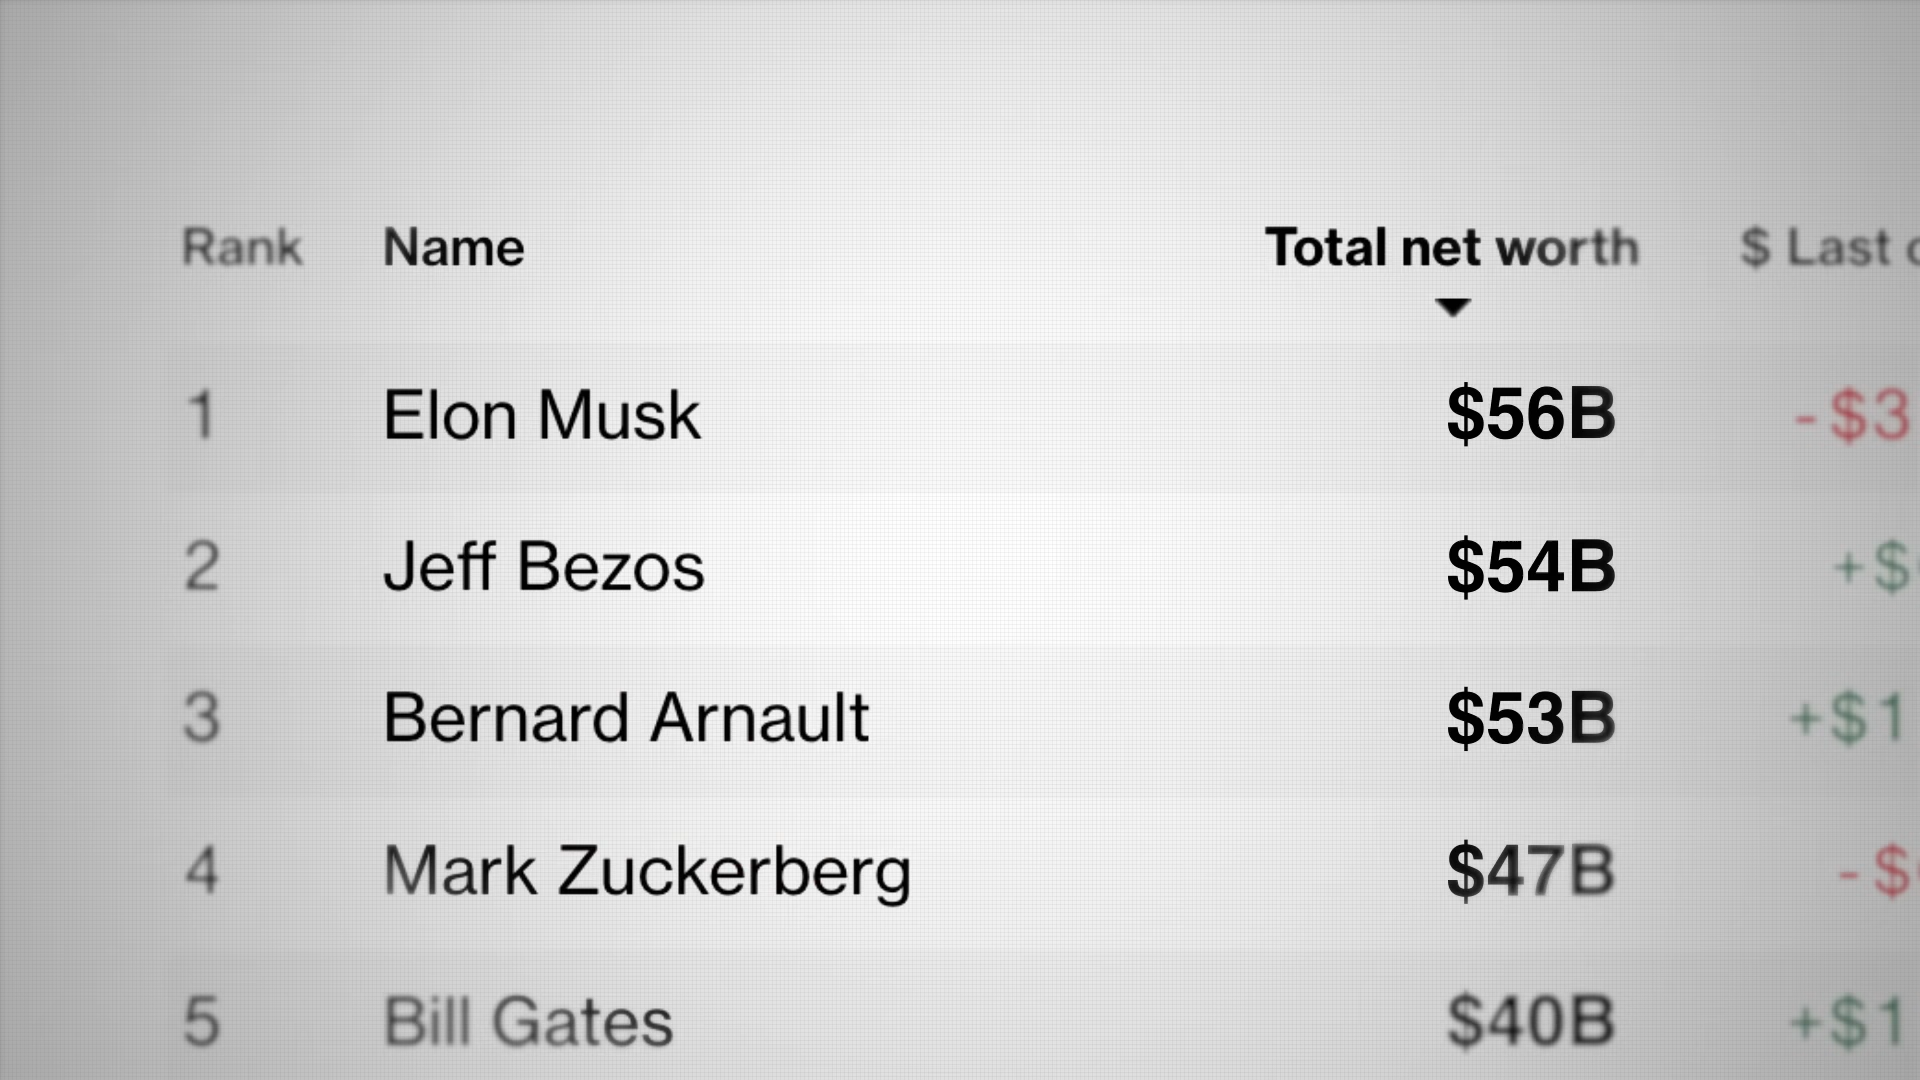 Rank Name Total net worth $ Last
1 Elon Musk $56B -$3
2 Jeff Bezos $54B +$
3 Bernard Arnault $53B +$1
4 Mark Zuckerberg $47B -$
5 Bill Gates $40B +$1